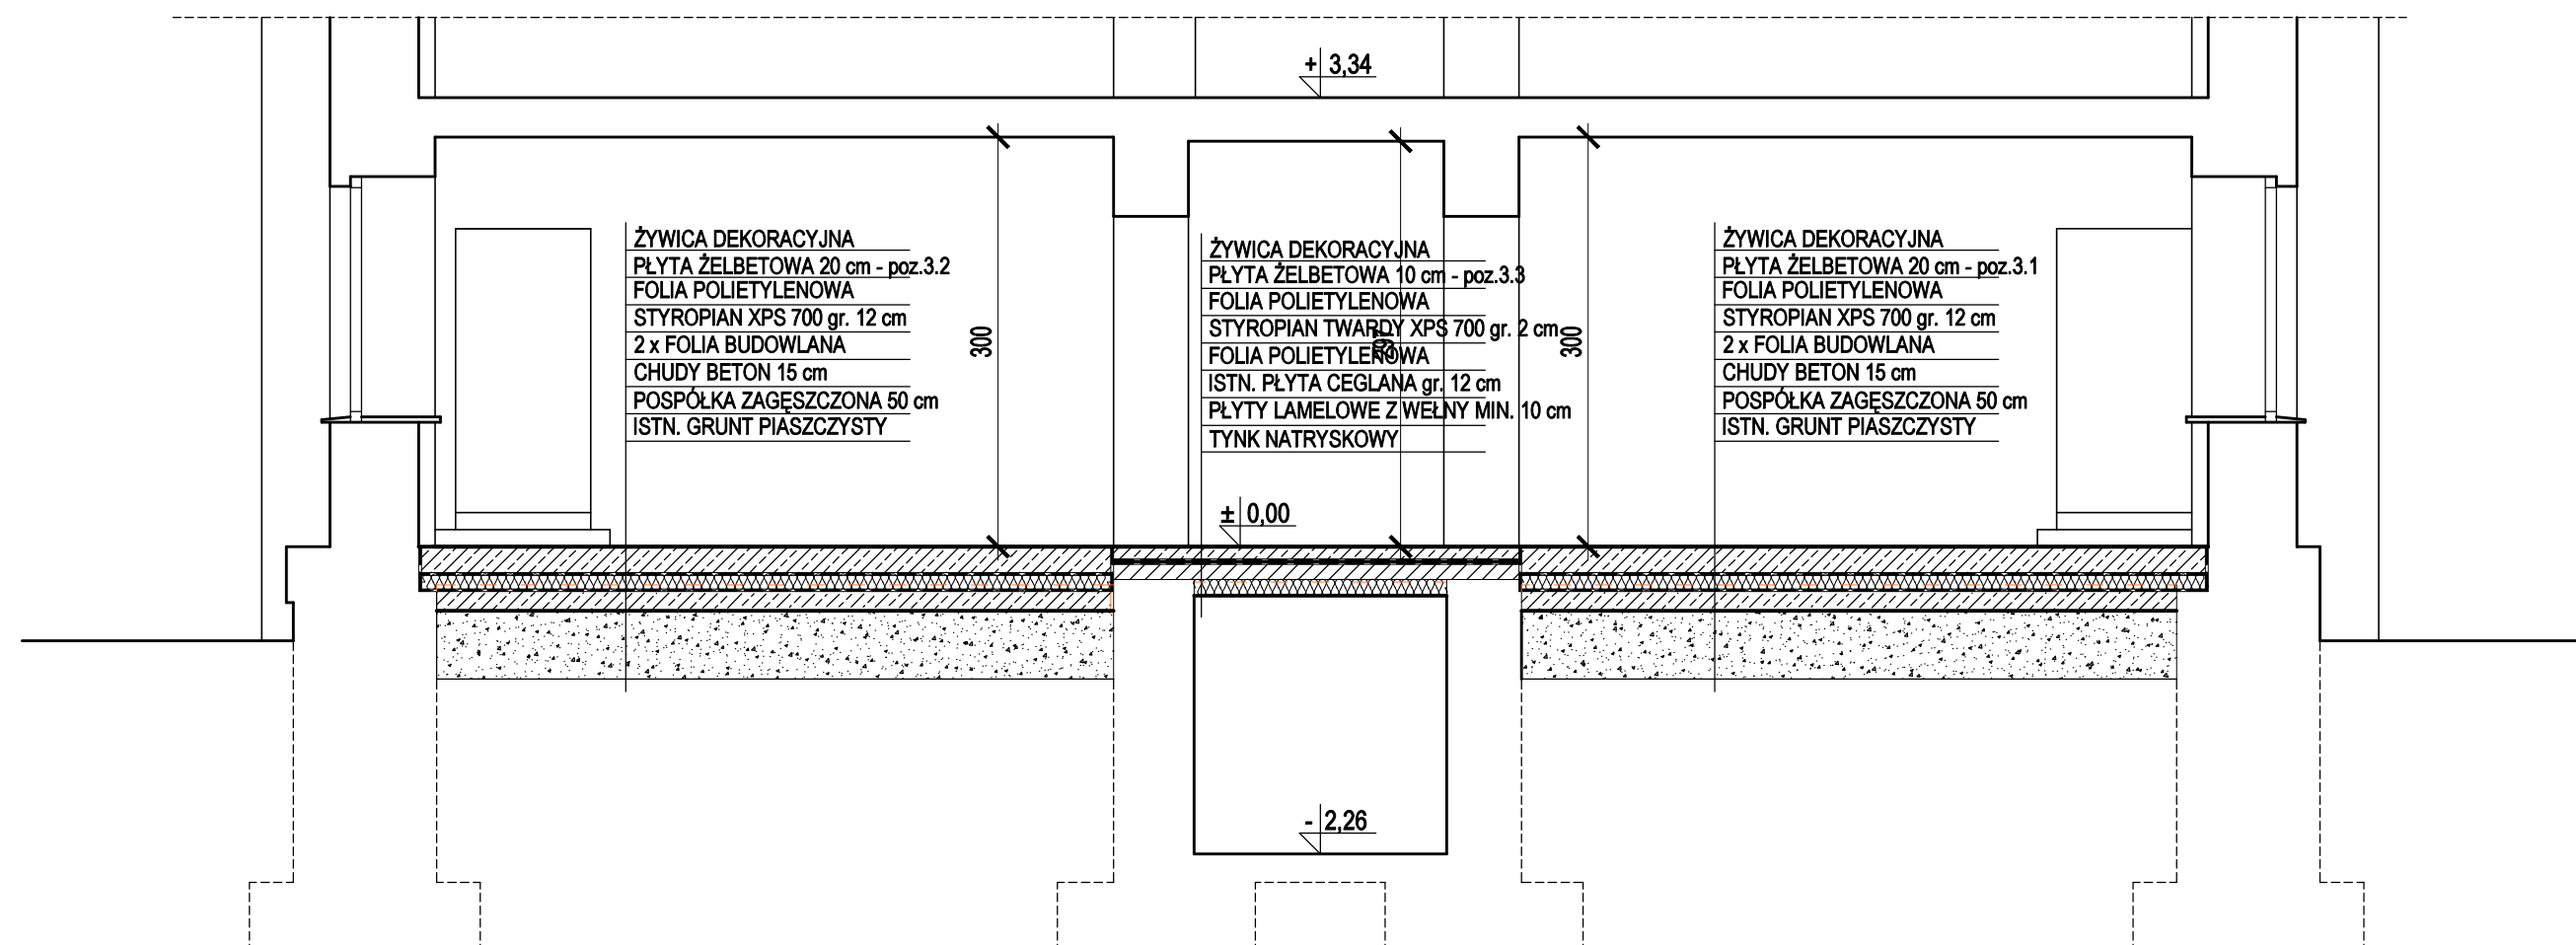 + 3,34
ŻYWICA DEKORACYJNA
PŁYTA ŻELBETOWA 20 cm - poz.3.2
FOLIA POLIETYLENOWA
STYROPIAN XPS 700 gr. 12 cm
2 x FOLIA BUDOWLANA
CHUDY BETON 15 cm
POSPÓŁKA ZAGĘSZCZONA 50 cm
ISTN. GRUNT PIASZCZYSTY
300
ŻYWICA DEKORACYJNA
PŁYTA ŻELBETOWA 10 cm - poz.3.3
FOLIA POLIETYLENOWA
STYROPIAN TWARDY XPS 700 gr. 2 cm
FOLIA POLIETYLENOWA
ISTN. PŁYTA CEGLANA gr. 12 cm
PŁYTY LAMELOWE Z WEŁNY MIN. 10 cm
TYNK NATRYSKOWY
297
300
ŻYWICA DEKORACYJNA
PŁYTA ŻELBETOWA 20 cm - poz.3.1
FOLIA POLIETYLENOWA
STYROPIAN XPS 700 gr. 12 cm
2 x FOLIA BUDOWLANA
CHUDY BETON 15 cm
POSPÓŁKA ZAGĘSZCZONA 50 cm
ISTN. GRUNT PIASZCZYSTY
± 0,00
- 2,26